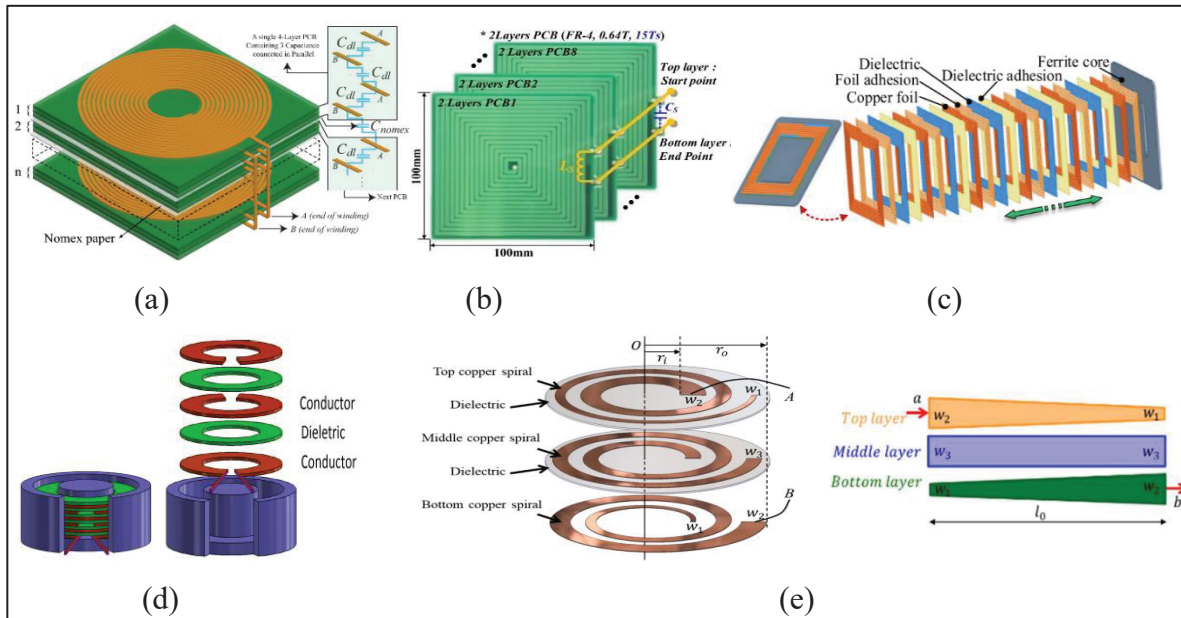 A single 4-Layer PCB
Containing 3 Capacitance
connected in Parallel
A
Cdl
B
Cdl
A
Cdl
B
Cnomex
A
Cdl
B
Next PCB
1
2
n
A (end of winding)
B (end of winding)
Nomex paper
(a)
* 2Layers PCB (FR-4, 0.64T, 15Ts)
2 Layers PCB8
2 Layers PCB2
2 Layers PCB1
Top layer :
Start point
Cs
Bottom layer :
End Point
Ls
100mm
100mm
(b)
Dielectric
Foil adhesion
Copper foil
Dielectric adhesion
Ferrite core
(c)
Conductor
Dieletric
Conductor
(d)
O
ri
ro
Top copper spiral
Dielectric
w2
w1
A
Middle copper spiral
Dielectric
w3
Bottom copper spiral
w1
w2
B
a
Top layer
w2
w1
Middle layer
w3
w3
Bottom layer
w1
w2
b
l0
(e)